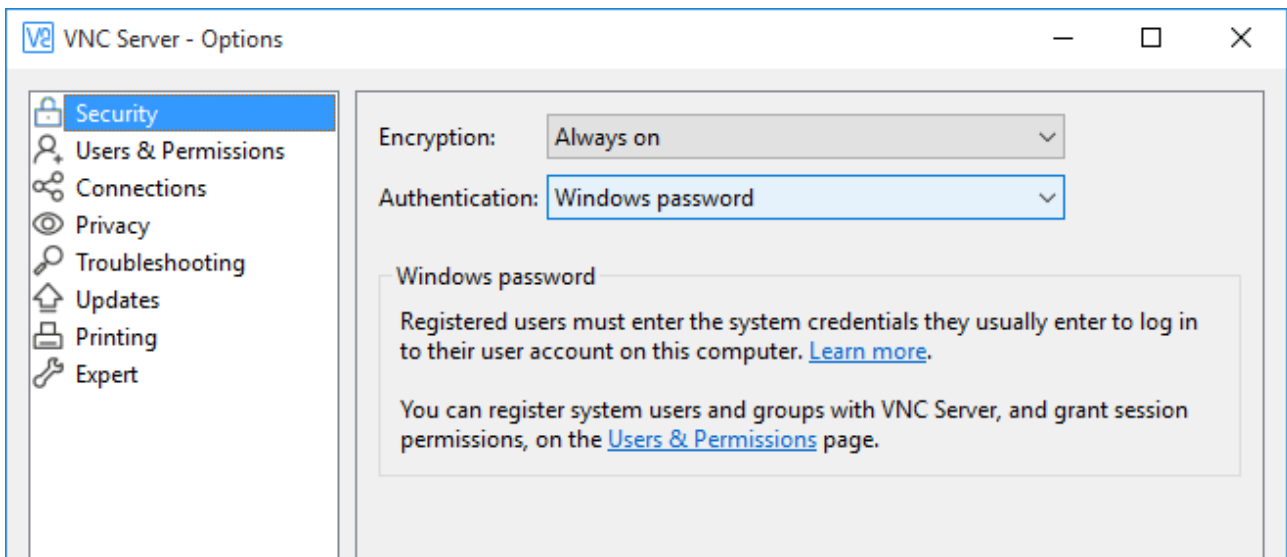 VNC Server - Options
Security
Users & Permissions
Connections
Privacy
Troubleshooting
Updates
Printing
Expert
Encryption: Always on
Authentication: Windows password
Windows password
Registered users must enter the system credentials they usually enter to log in
to their user account on this computer. Learn more.
You can register system users and groups with VNC Server, and grant session
permissions, on the Users & Permissions page.